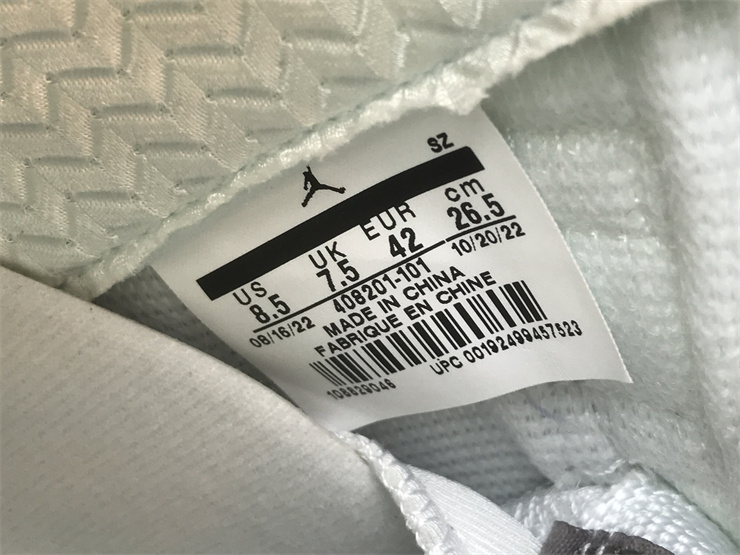 SZ
US UK EUR cm
8.5 7.5 42 26.5
08/16/22 408201-101 10/20/22
MADE IN CHINA
FABRIQUE EN CHINE
108829046 UPC 00192499457523